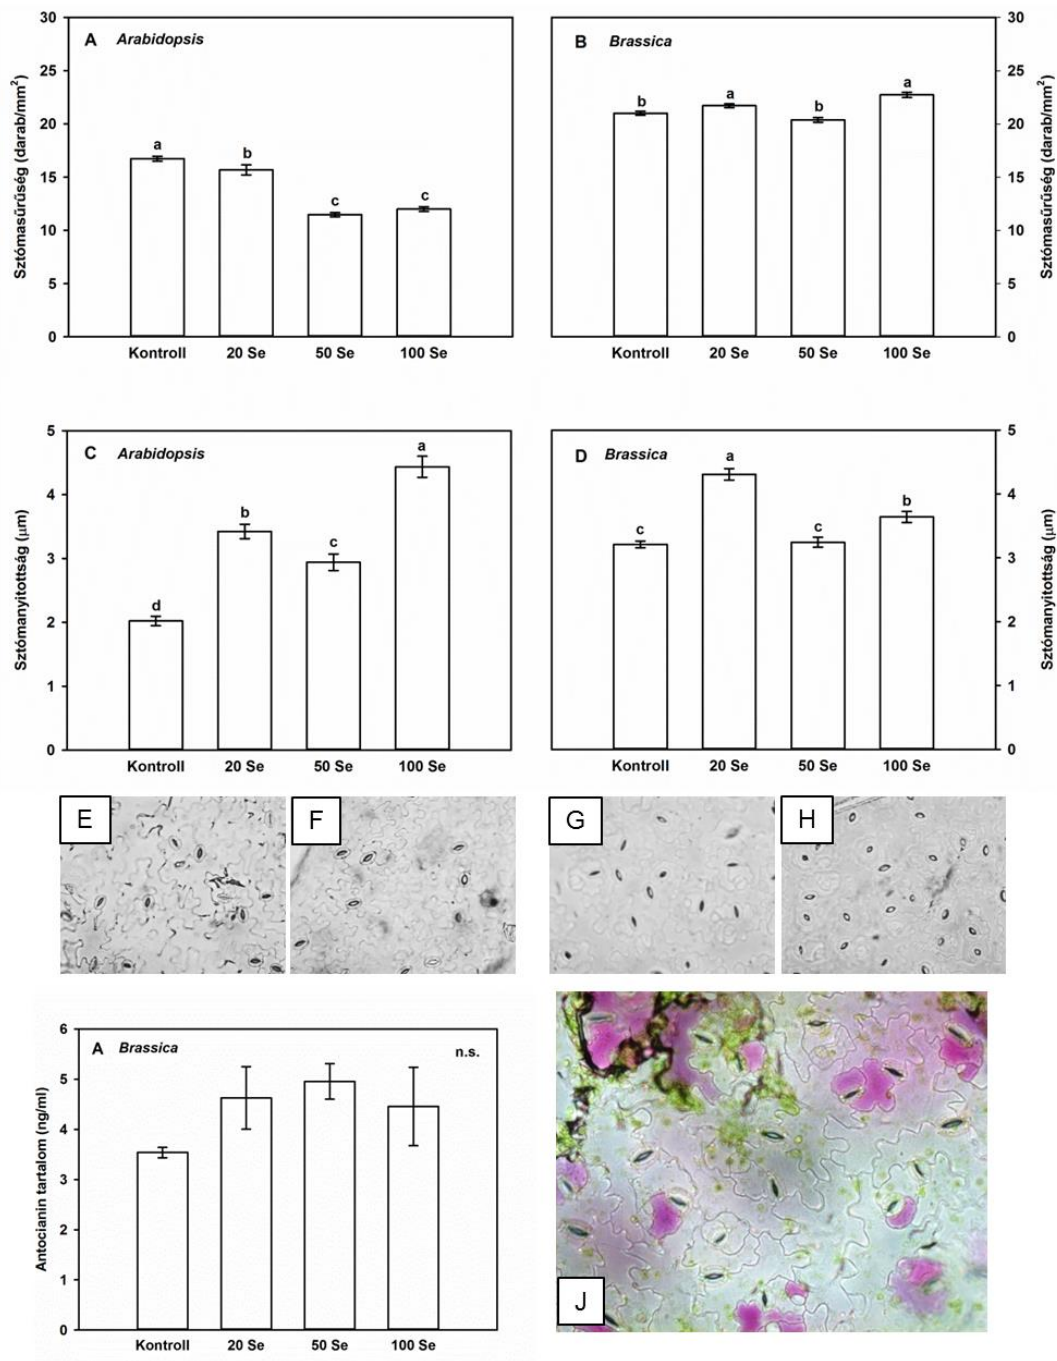 A Arabidopsis
Sztómasűrűség (darab/mm²)
30
25
20
15
10
5
0
a
b
c
c
Kontroll 20 Se 50 Se 100 Se
B Brassica
Sztómasűrűség (darab/mm²)
30
25
20
15
10
5
0
b
a
b
a
Kontroll 20 Se 50 Se 100 Se
C Arabidopsis
Sztómanyitottság (μm)
5
4
3
2
1
0
d
b
c
a
Kontroll 20 Se 50 Se 100 Se
D Brassica
Sztómanyitottság (μm)
5
4
3
2
1
0
c
a
c
b
Kontroll 20 Se 50 Se 100 Se
E
F
G
H
A Brassica
n.s.
Antocianin tartalom (ng/ml)
6
5
4
3
2
1
0
Kontroll 20 Se 50 Se 100 Se
J